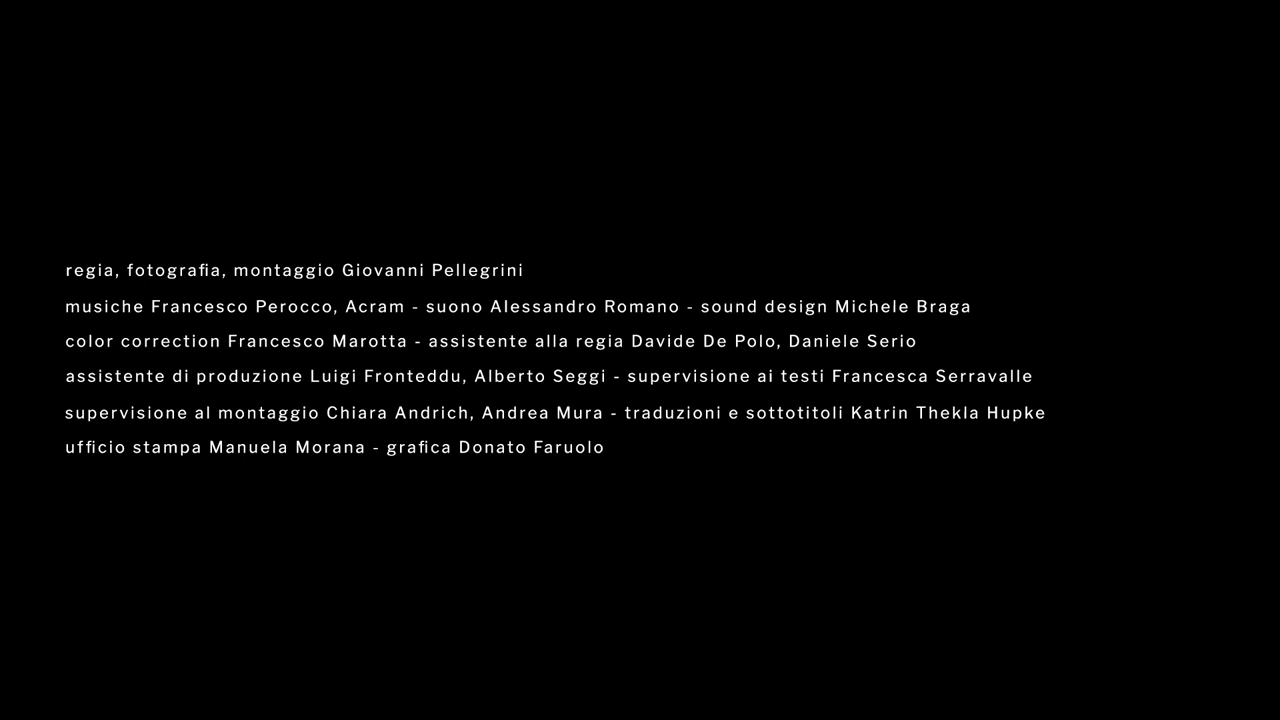 regia, fotografia, montaggio Giovanni Pellegrini
musiche Francesco Perocco, Acram - suono Alessandro Romano - sound design Michele Braga
color correction Francesco Marotta - assistente alla regia Davide De Polo, Daniele Serio
assistente di produzione Luigi Fronteddu, Alberto Seggi - supervisione ai testi Francesca Serravalle
supervisione al montaggio Chiara Andrich, Andrea Mura - traduzioni e sottotitoli Katrin Thekla Hupke
ufficio stampa Manuela Morana - grafica Donato Faruolo